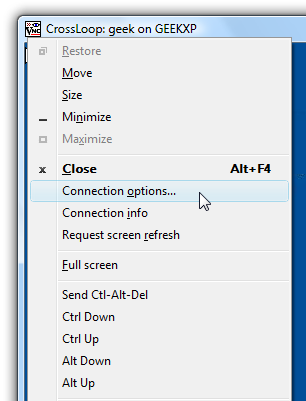 CrossLoop: geek on GEEKXP
Restore
Move
Size
Minimize
Maximize
Close Alt+F4
Connection options...
Connection info
Request screen refresh
Full screen
Send Ctl-Alt-Del
Ctrl Down
Ctrl Up
Alt Down
Alt Up